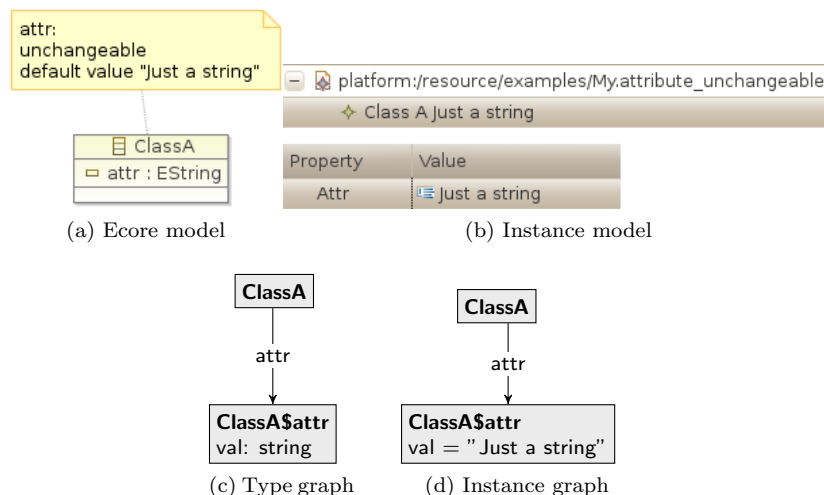 attr:
unchangeable
default value "Just a string"
ClassA
attr : EString
(a) Ecore model
platform:/resource/examples/My.attribute_unchangeable
Class A Just a string
Property Value
Attr Just a string
(b) Instance model
ClassA
attr
ClassA$attr
val: string
(c) Type graph
ClassA
attr
ClassA$attr
val = "Just a string"
(d) Instance graph